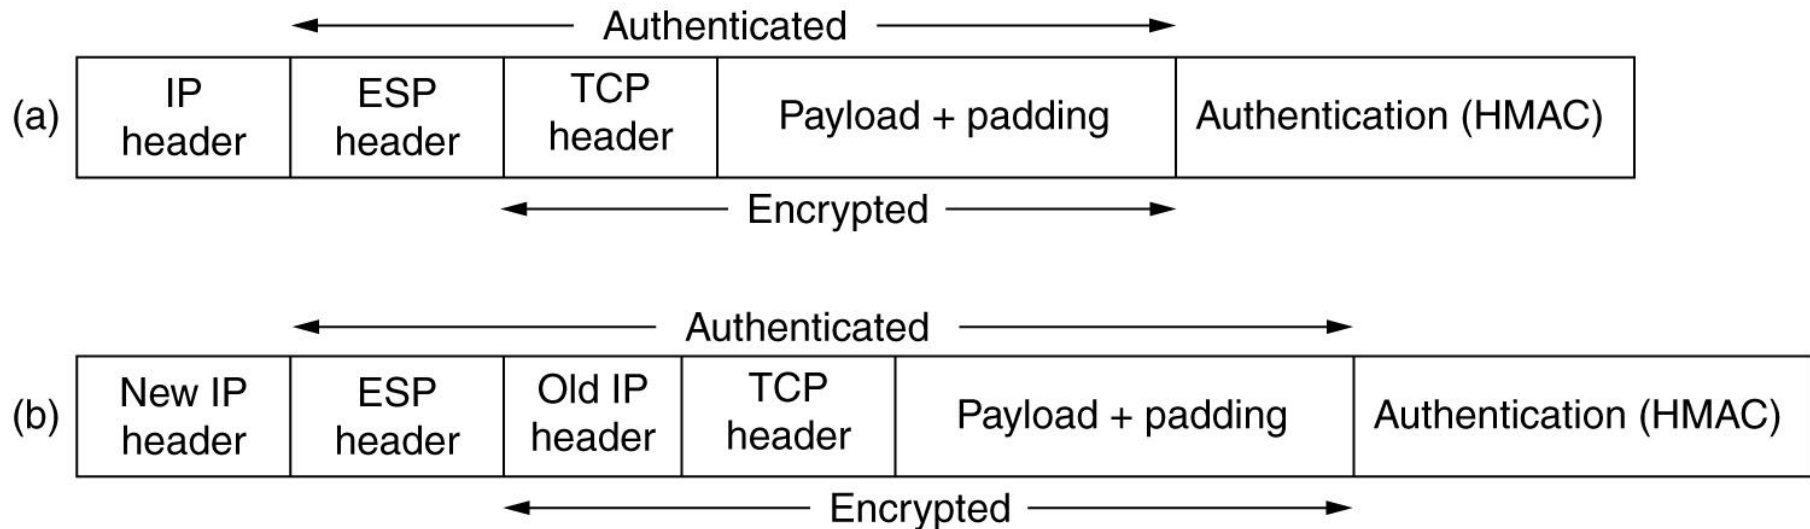 Authenticated
(a)
IP
header
ESP
header
TCP
header
Payload + padding
Authentication (HMAC)
Encrypted
Authenticated
(b)
New IP
header
ESP
header
Old IP
header
TCP
header
Payload + padding
Authentication (HMAC)
Encrypted